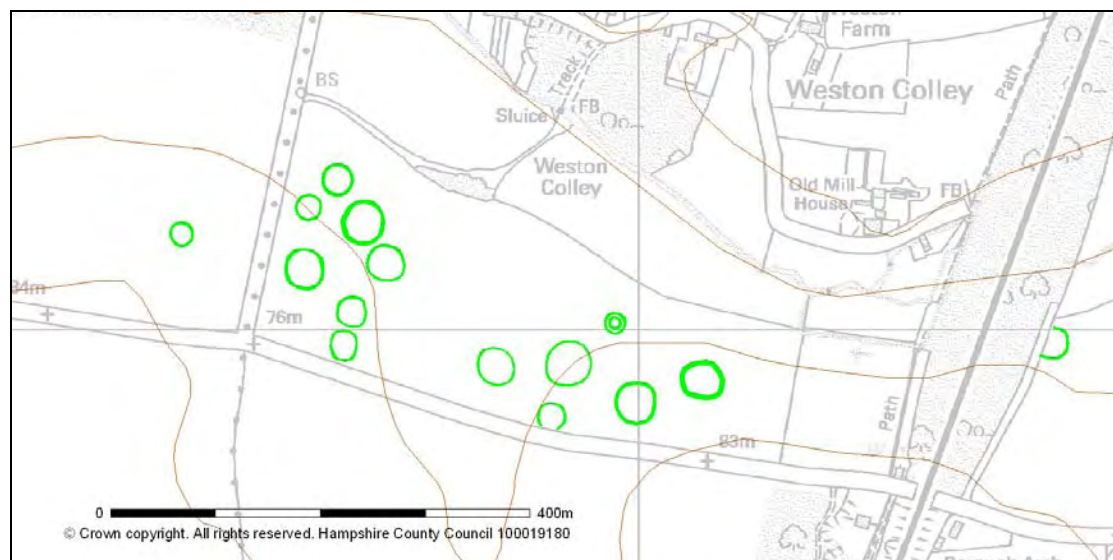 Weston
Farm
Weston Colley
BS
Track
Sluice
FB
Path
Weston
Colley
Old Mill
House
FB
84m
76m
Path
83m
0 400m
© Crown copyright. All rights reserved. Hampshire County Council 100019180